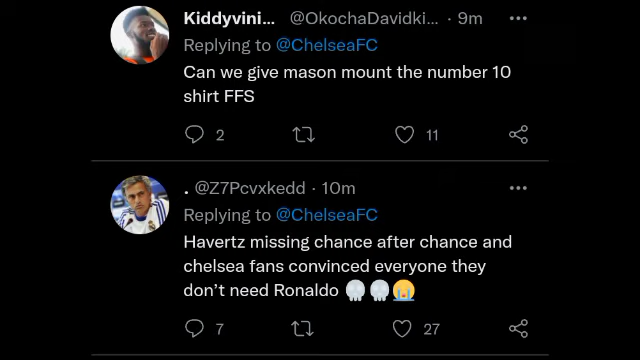 Kiddyvini... @OkochaDavidki... · 9m
Replying to @ChelseaFC
Can we give mason mount the number 10
shirt FFS
2 11
. @Z7Pcvxkedd · 10m
Replying to @ChelseaFC
Havertz missing chance after chance and
chelsea fans convinced everyone they
don't need Ronaldo 💀💀😭
7 27